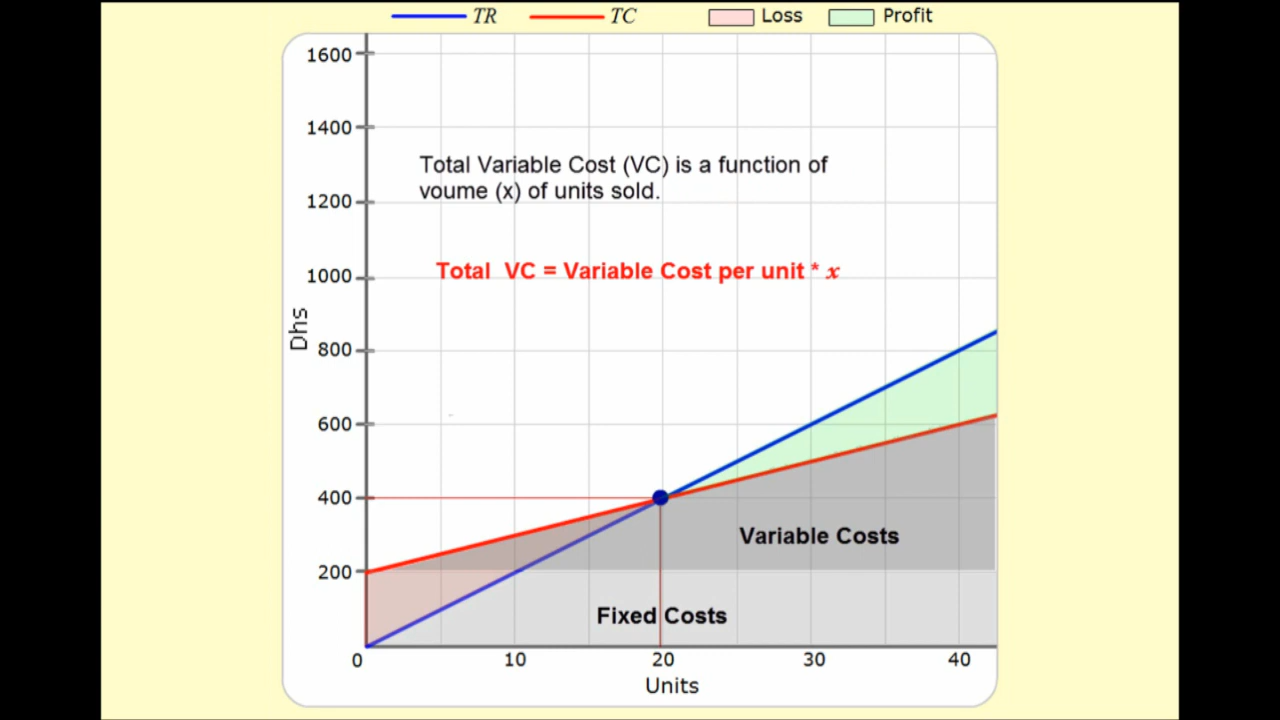 TR TC Loss Profit
1600
1400
Total Variable Cost (VC) is a function of
voume (x) of units sold.
1200
Total VC = Variable Cost per unit * x
1000
Dhs
800
600
400
Variable Costs
200
Fixed Costs
0 10 20 30 40
Units